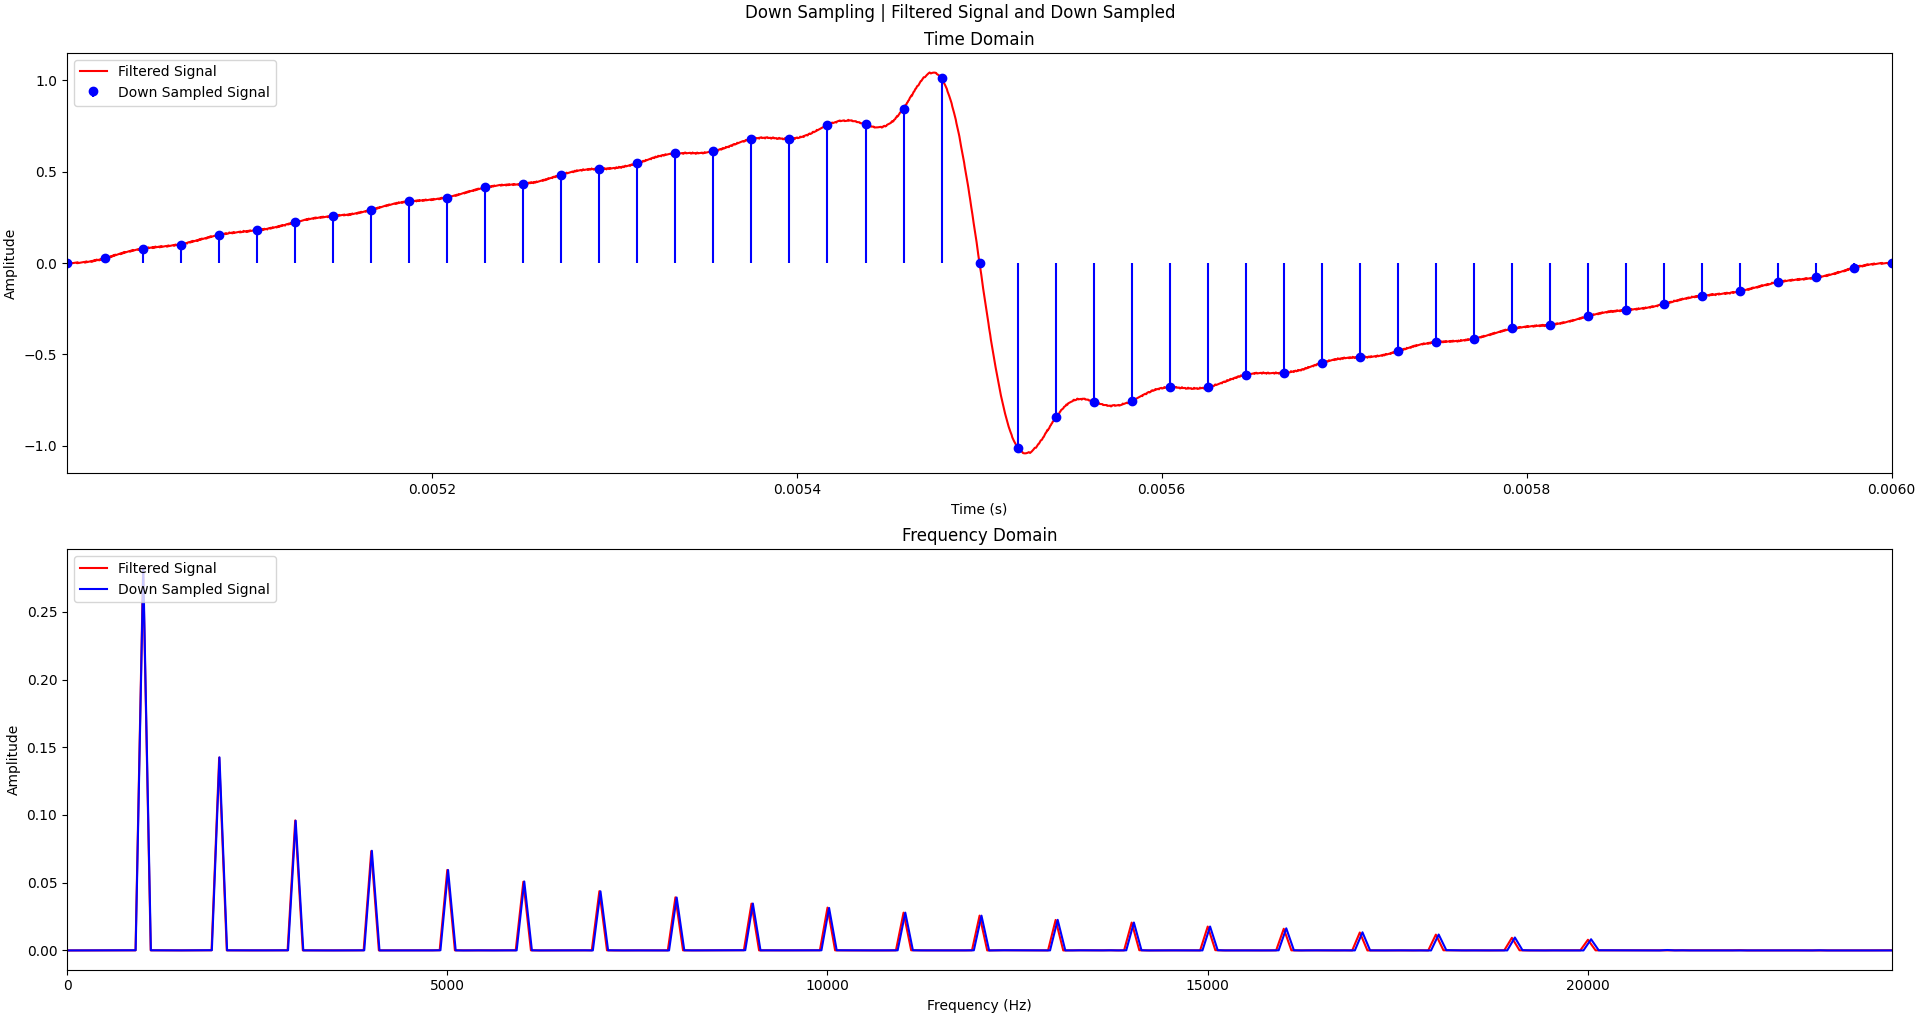 Down Sampling | Filtered Signal and Down Sampled
Time Domain
Filtered Signal
Down Sampled Signal
1.0
0.5
0.0
−0.5
−1.0
Amplitude
0.0052
0.0054
0.0056
0.0058
0.0060
Time (s)
Frequency Domain
Filtered Signal
Down Sampled Signal
0.25
0.20
0.15
0.10
0.05
0.00
Amplitude
0
5000
10000
15000
20000
Frequency (Hz)